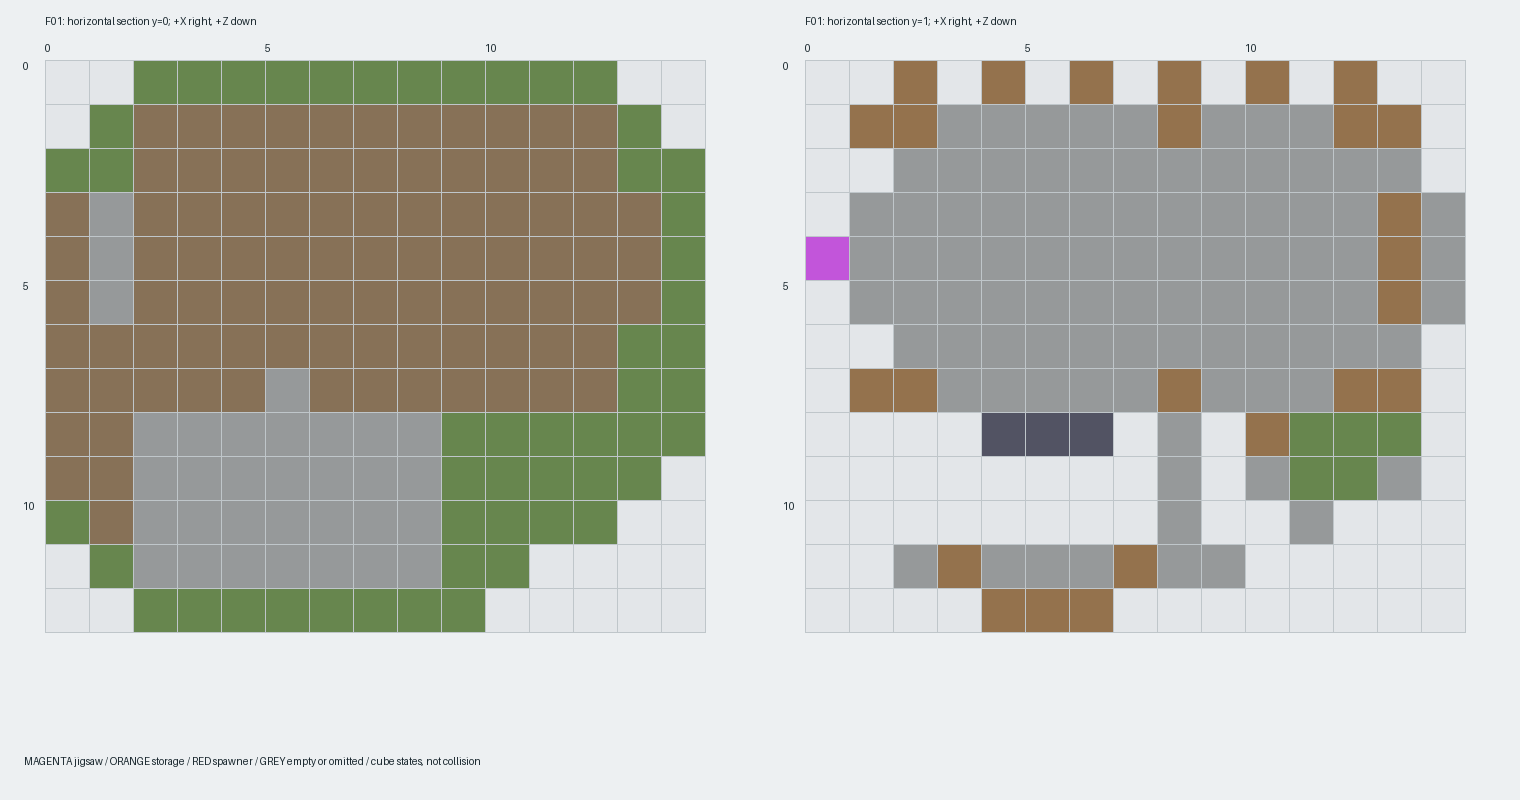 F01: horizontal section y=0; +X right, +Z down
F01: horizontal section y=1; +X right, +Z down
0 5 10
0 5 10
0
0
5
5
10
10
MAGENTA jigsaw / ORANGE storage / RED spawner / GREY empty or omitted / cube states, not collision